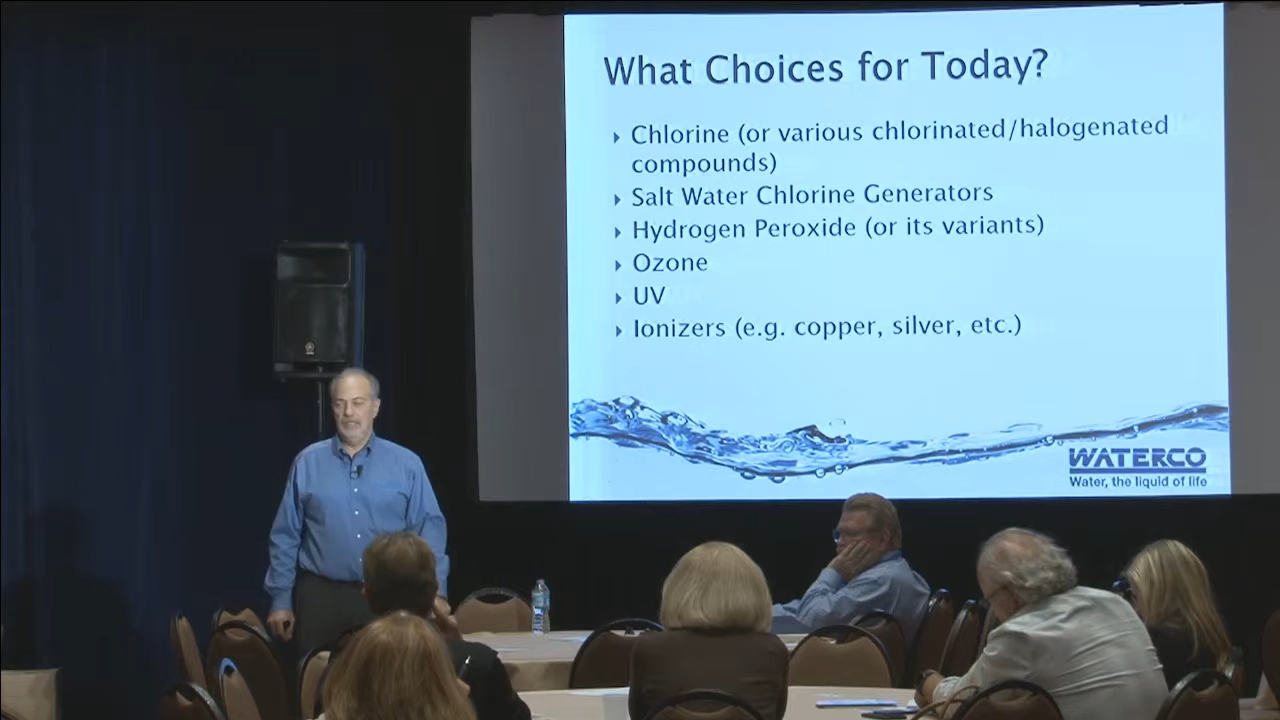 What Choices for Today?
Chlorine (or various chlorinated/halogenated
compounds)
Salt Water Chlorine Generators
Hydrogen Peroxide (or its variants)
Ozone
UV
Ionizers (e.g. copper, silver, etc.)
WATERCO
Water, the liquid of life